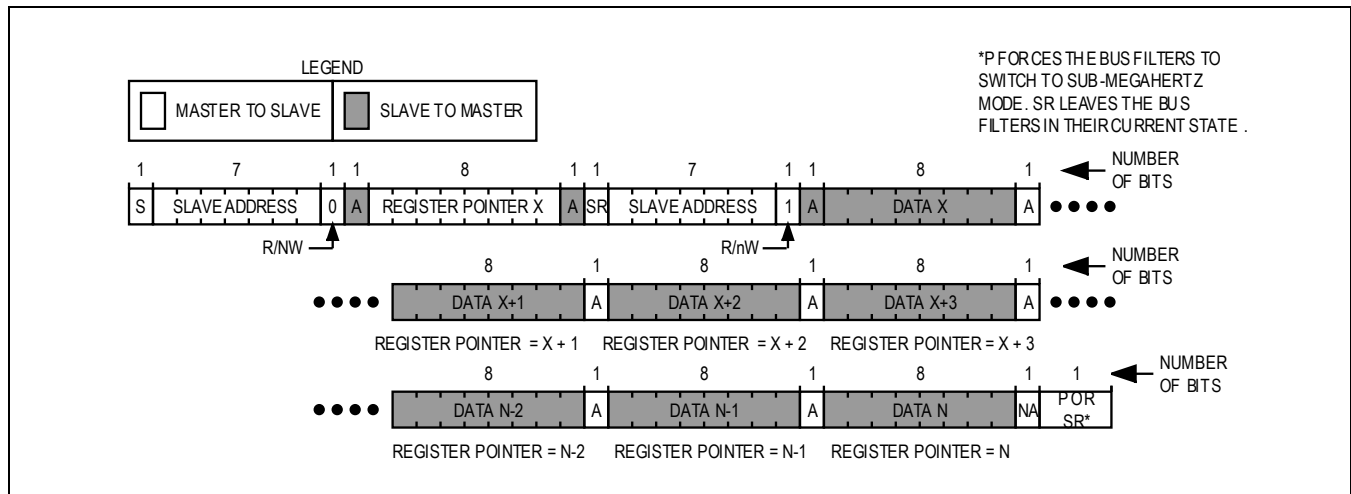 LEGEND
MASTER TO SLAVE SLAVE TO MASTER
*P FORCES THE BUS FILTERS TO
SWITCH TO SUB-MEGAHERTZ
MODE. SR LEAVES THE BUS
FILTERS IN THEIR CURRENT STATE .
1 7 1 1 8 1 1 7 1 1 8 1 NUMBER
OF BITS
S SLAVE ADDRESS 0 A REGISTER POINTER X A SR SLAVE ADDRESS 1 A DATA X A
R/NW R/nW
8 1 8 1 8 1 NUMBER
OF BITS
DATA X+1 A DATA X+2 A DATA X+3 A
REGISTER POINTER = X + 1 REGISTER POINTER = X + 2 REGISTER POINTER = X + 3
8 1 8 1 8 1 1 NUMBER
OF BITS
DATA N-2 A DATA N-1 A DATA N NA P OR
SR*
REGISTER POINTER = N-2 REGISTER POINTER = N-1 REGISTER POINTER = N